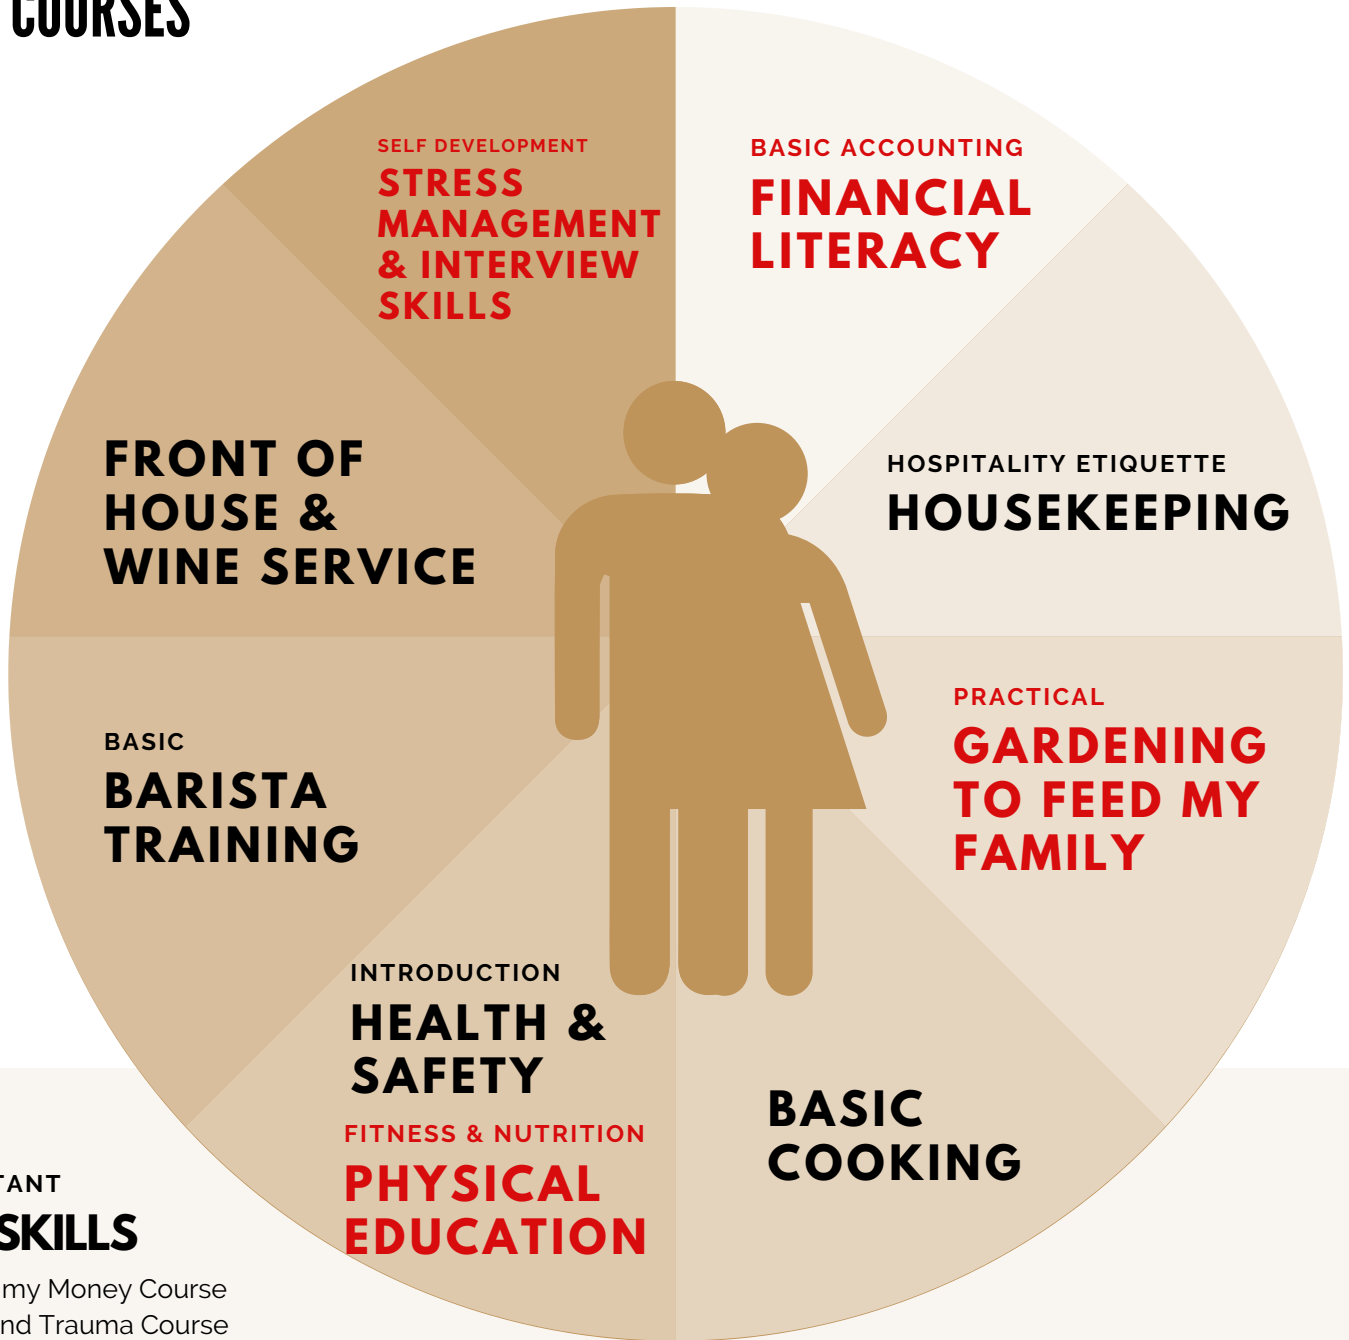 COURSES
SELF DEVELOPMENT
STRESS
MANAGEMENT
& INTERVIEW
SKILLS
BASIC ACCOUNTING
FINANCIAL
LITERACY
FRONT OF
HOUSE &
WINE SERVICE
HOSPITALITY ETIQUETTE
HOUSEKEEPING
PRACTICAL
GARDENING
TO FEED MY
FAMILY
BASIC
BARISTA
TRAINING
INTRODUCTION
HEALTH &
SAFETY
FITNESS & NUTRITION
PHYSICAL
EDUCATION
BASIC
COOKING
SKILLS
my Money Course
Trauma Course